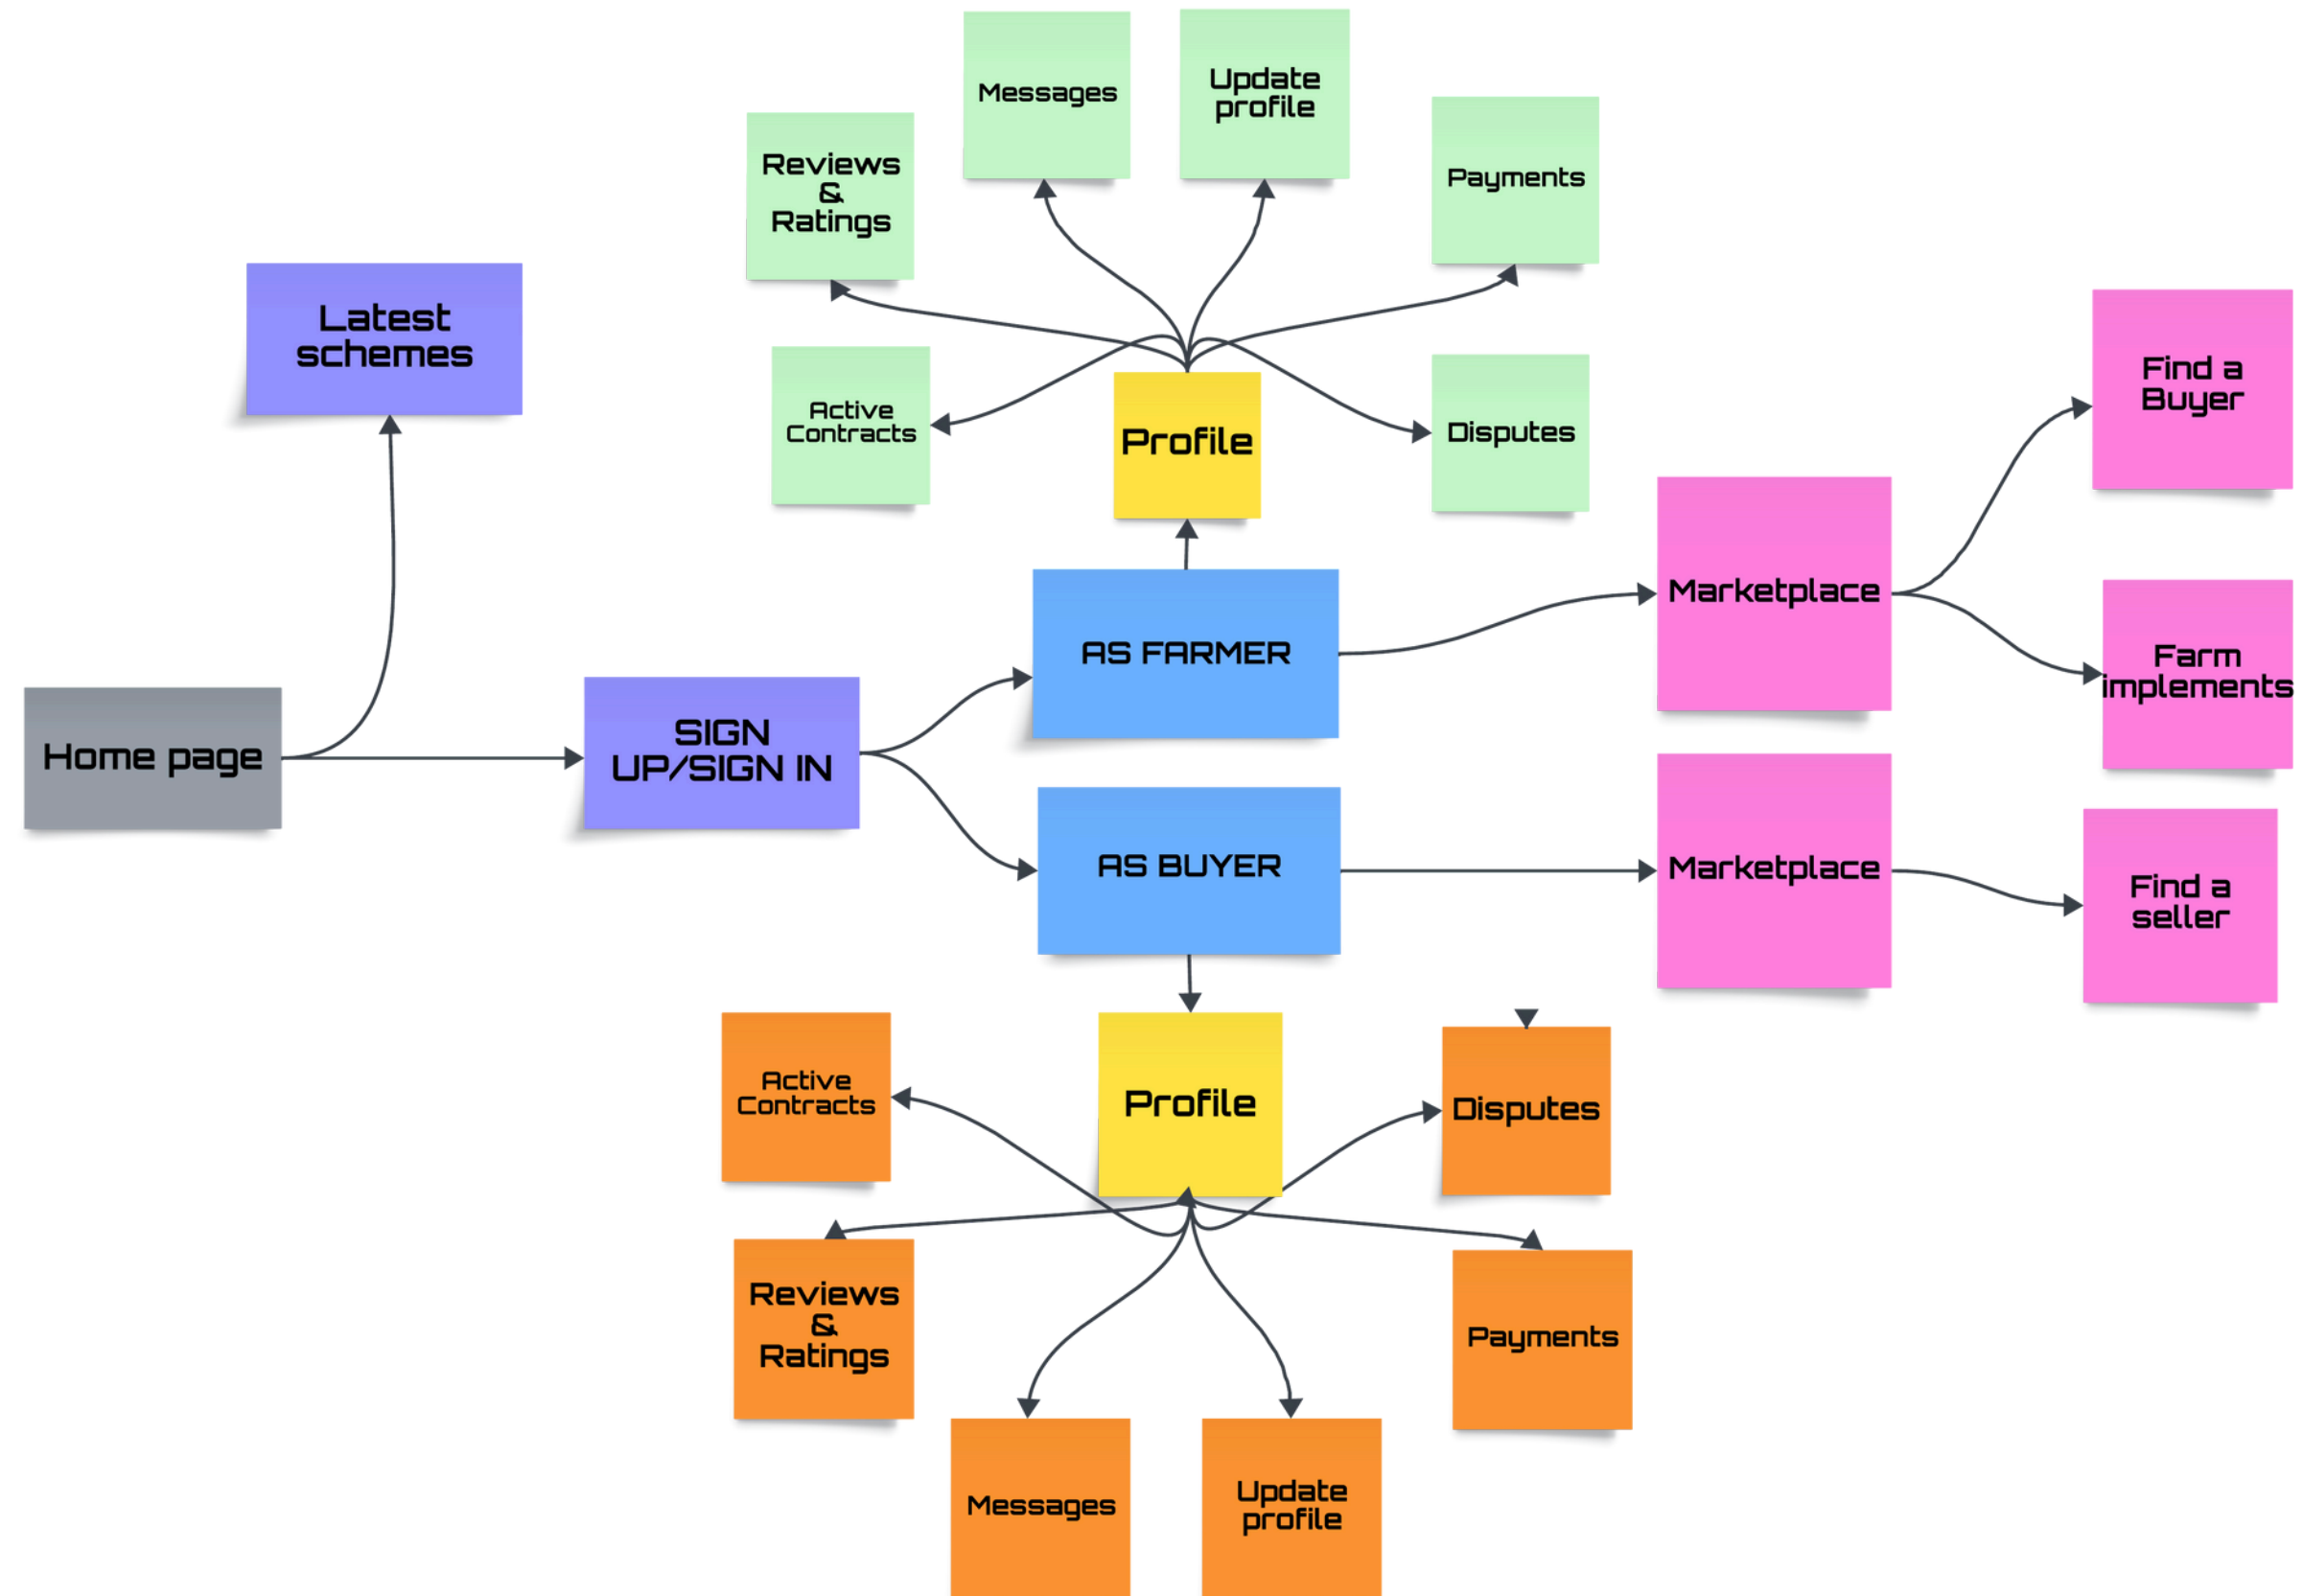 Messages
Update
profile
Reviews
&
Ratings
Payments
Latest
schemes
Active
Contracts
Profile
Disputes
Find a
Buyer
Marketplace
Farm
implements
AS FARMER
Home page
SIGN
UP/SIGN IN
AS BUYER
Marketplace
Find a
seller
Active
Contracts
Profile
Disputes
Reviews
&
Ratings
Payments
Messages
Update
profile